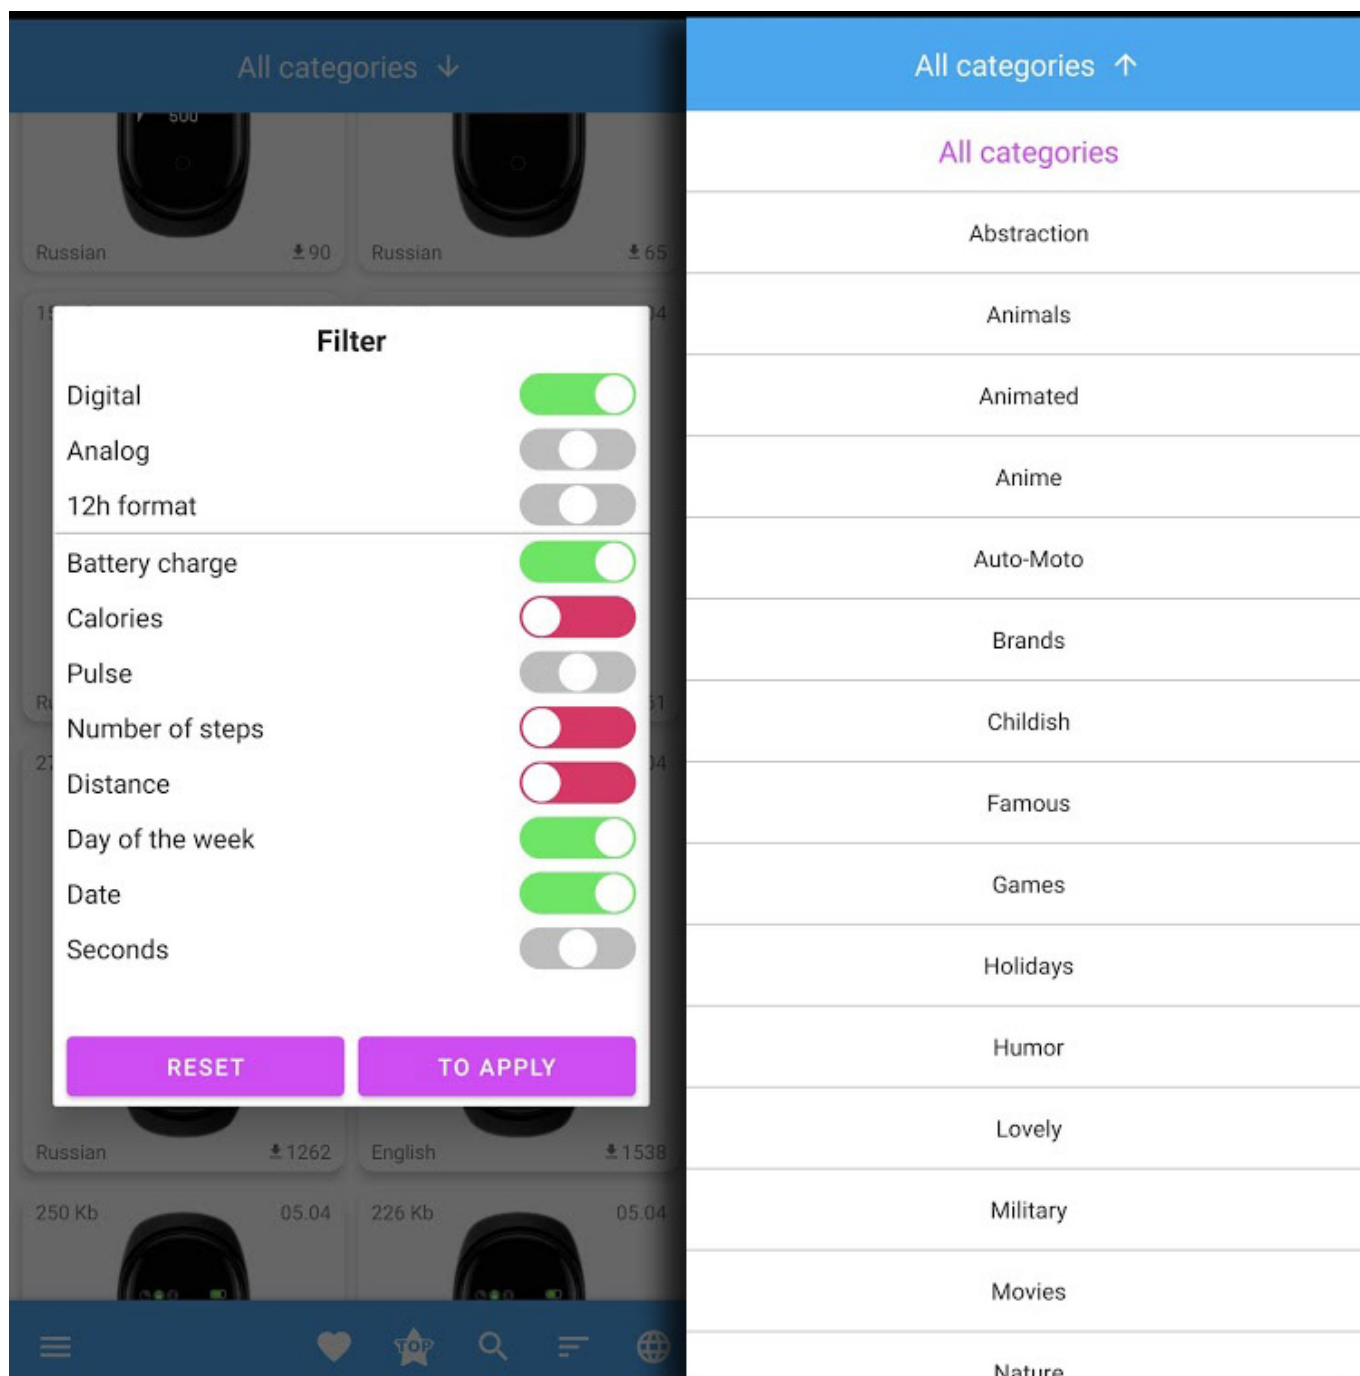 All categories ↓
500
Russian 90
Russian 65
Filter
Digital
Analog
12h format
Battery charge
Calories
Pulse
Number of steps
Distance
Day of the week
Date
Seconds
RESET
TO APPLY
Russian 1262
English 1538
250 Kb 05.04
226 Kb 05.04
TOP
All categories ↑
All categories
Abstraction
Animals
Animated
Anime
Auto-Moto
Brands
Childish
Famous
Games
Holidays
Humor
Lovely
Military
Movies
Nature